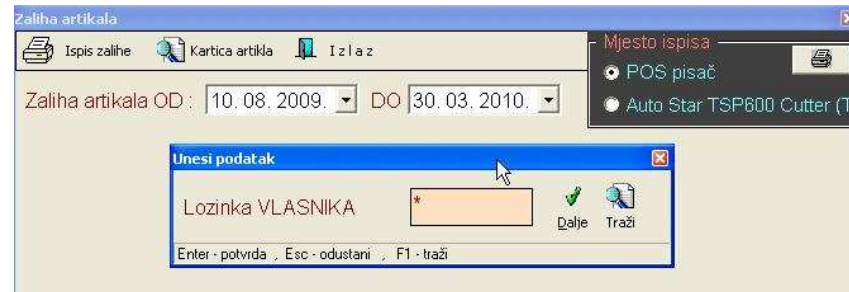 Zaliha artikala
Ispis zalihe Kartica artikla Izlaz
Mjesto ispisa
POS pisač
Auto Star TSP600 Cutter (T
Zaliha artikala OD : 10. 08. 2009. DO 30. 03. 2010.
Unesi podatak
Lozinka VLASNIKA *
Dalje Traži
Enter - potvrda , Esc - odustani , F1 - traži